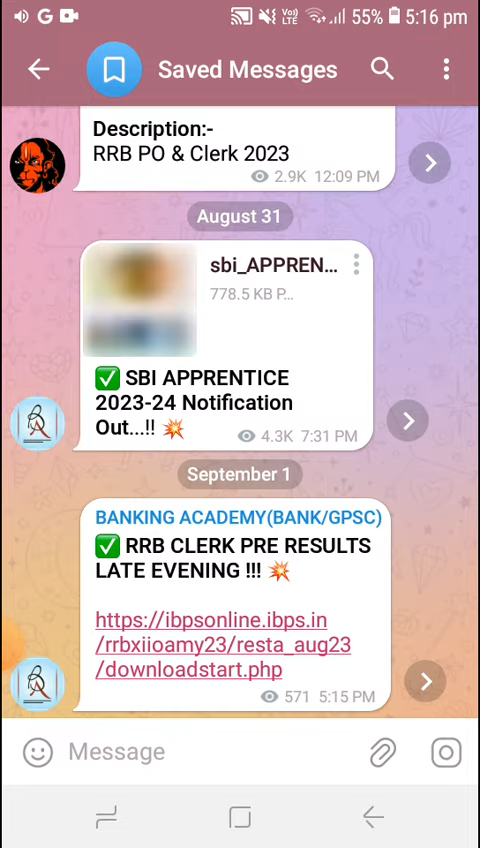 55% 5:16 pm
Saved Messages
Description:-
RRB PO & Clerk 2023
2.9K 12:09 PM
August 31
sbi_APPREN...
778.5 KB P...
✅ SBI APPRENTICE
2023-24 Notification
Out...!! 💥
4.3K 7:31 PM
September 1
BANKING ACADEMY(BANK/GPSC)
✅ RRB CLERK PRE RESULTS
LATE EVENING !!! 💥
https://ibpsonline.ibps.in
/rrbxiioamy23/resta_aug23
/downloadstart.php
571 5:15 PM
Message